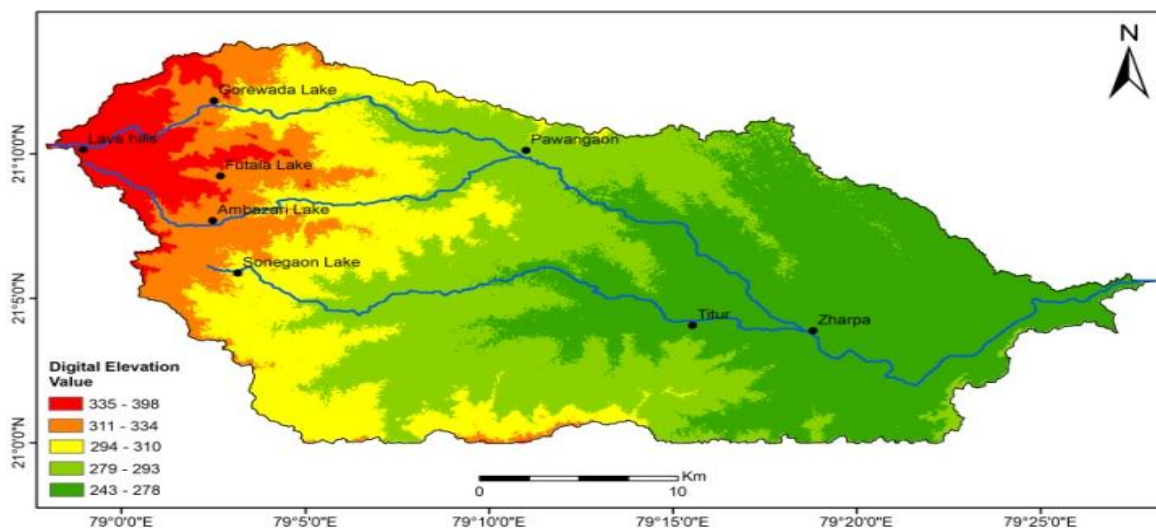 N
Gorewada Lake
Lava hills
Pawangaon
Futala Lake
Ambazari Lake
Sonegaon Lake
Titur
Zharpa
21°10'0"N
21°5'0"N
21°0'0"N
Digital Elevation
Value
335 - 398
311 - 334
294 - 310
279 - 293
243 - 278
Km
0
10
79°0'0"E
79°5'0"E
79°10'0"E
79°15'0"E
79°20'0"E
79°25'0"E